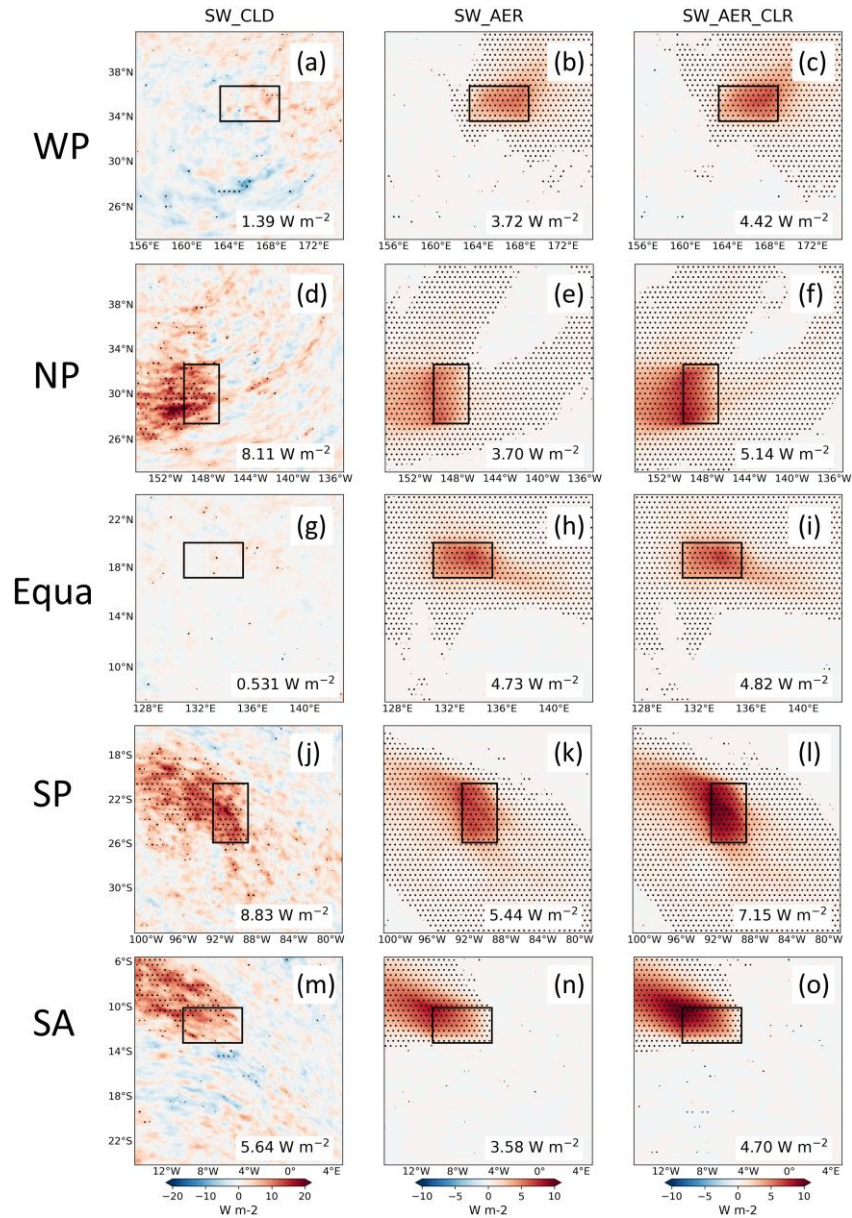 SW_CLD SW_AER SW_AER_CLR
WP
(a) (b) (c)
38°N
34°N
30°N
26°N
1.39 W m−2 3.72 W m−2 4.42 W m−2
156°E 160°E 164°E 168°E 172°E 156°E 160°E 164°E 168°E 172°E 156°E 160°E 164°E 168°E 172°E
NP
(d) (e) (f)
38°N
34°N
30°N
26°N
8.11 W m−2 3.70 W m−2 5.14 W m−2
152°W 148°W 144°W 140°W 136°W 152°W 148°W 144°W 140°W 136°W 152°W 148°W 144°W 140°W 136°W
Equa
(g) (h) (i)
22°N
18°N
14°N
10°N
0.531 W m−2 4.73 W m−2 4.82 W m−2
128°E 132°E 136°E 140°E 128°E 132°E 136°E 140°E 128°E 132°E 136°E 140°E
SP
(j) (k) (l)
18°S
22°S
26°S
30°S
8.83 W m−2 5.44 W m−2 7.15 W m−2
100°W 96°W 92°W 88°W 84°W 80°W 100°W 96°W 92°W 88°W 84°W 80°W 100°W 96°W 92°W 88°W 84°W 80°W
SA
(m) (n) (o)
6°S
10°S
14°S
18°S
22°S
5.64 W m−2 3.58 W m−2 4.70 W m−2
12°W 8°W 4°W 0° 4°E 12°W 8°W 4°W 0° 4°E 12°W 8°W 4°W 0° 4°E
−20 −10 0 10 20 −10 −5 0 5 10 −10 −5 0 5 10
W m-2 W m-2 W m-2